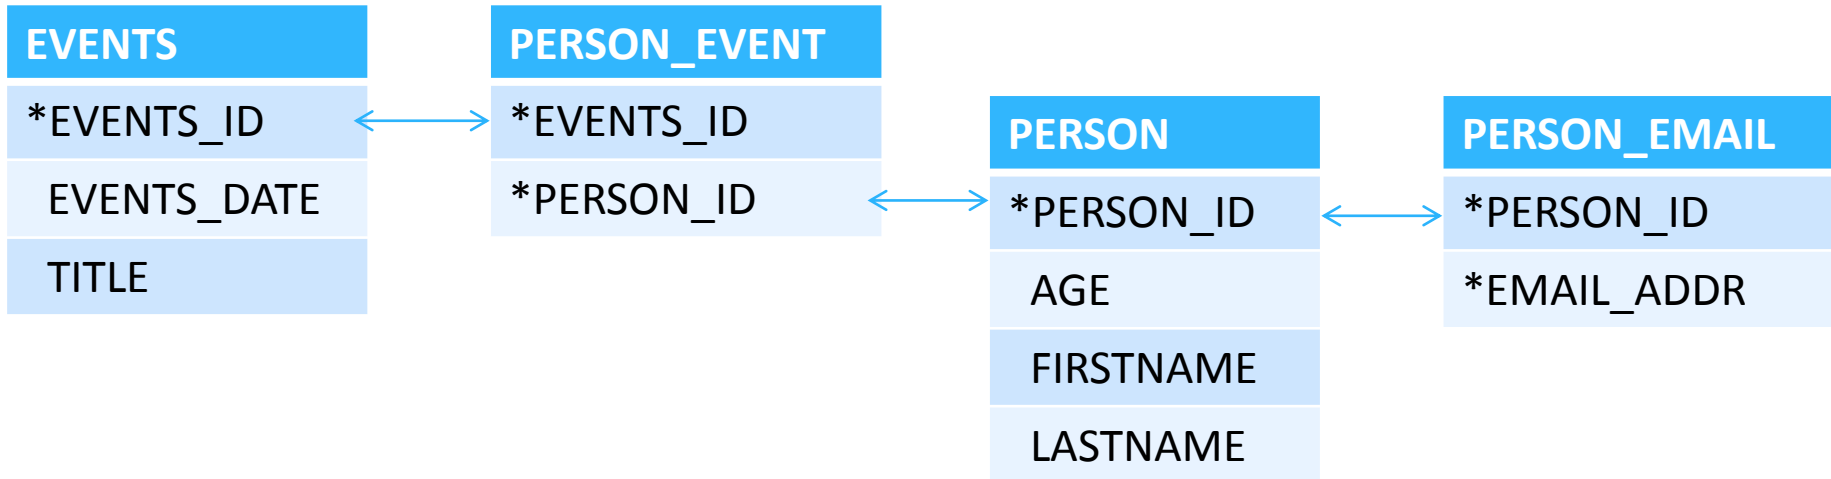 EVENTS
*EVENTS_ID
EVENTS_DATE
TITLE
PERSON_EVENT
*EVENTS_ID
*PERSON_ID
PERSON
*PERSON_ID
AGE
FIRSTNAME
LASTNAME
PERSON_EMAIL
*PERSON_ID
*EMAIL_ADDR